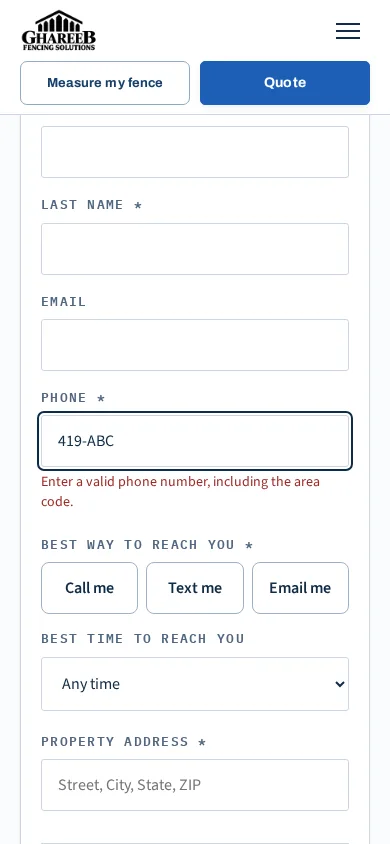 GHAREEB
FENCING SOLUTIONS
Measure my fence
Quote
LAST NAME *
EMAIL
PHONE *
419-ABC
Enter a valid phone number, including the area
code.
BEST WAY TO REACH YOU *
Call me
Text me
Email me
BEST TIME TO REACH YOU
Any time
PROPERTY ADDRESS *
Street, City, State, ZIP